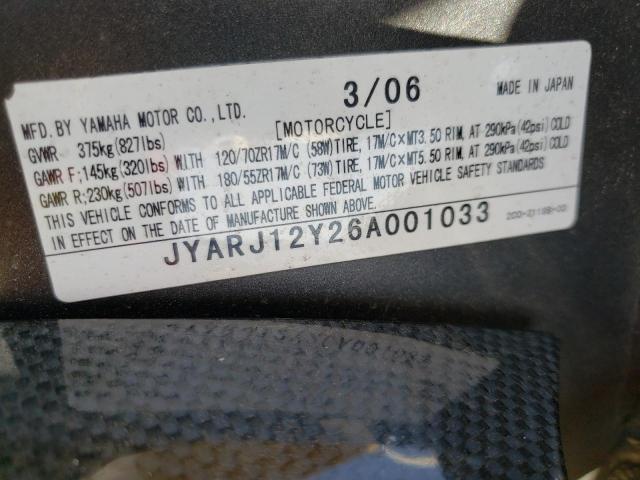 MFD. BY YAMAHA MOTOR CO., LTD. 3/06 MADE IN JAPAN
GVWR 375kg(827lbs) [MOTORCYCLE]
GAWR F;145kg(320lbs) WITH 120/70ZR17M/C (58W)TIRE, 17M/C×MT3.50 RIM, AT 290kPa(42psi)COLD
GAWR R;230kg(507lbs) WITH 180/55ZR17M/C (73W)TIRE, 17M/C×MT5.50 RIM, AT 290kPa(42psi)COLD
THIS VEHICLE CONFORMS TO ALL APPLICABLE FEDERAL MOTOR VEHICLE SAFETY STANDARDS
IN EFFECT ON THE DATE OF MANUFACTURE SHOWN ABOVE.
JYARJ12Y26A001033